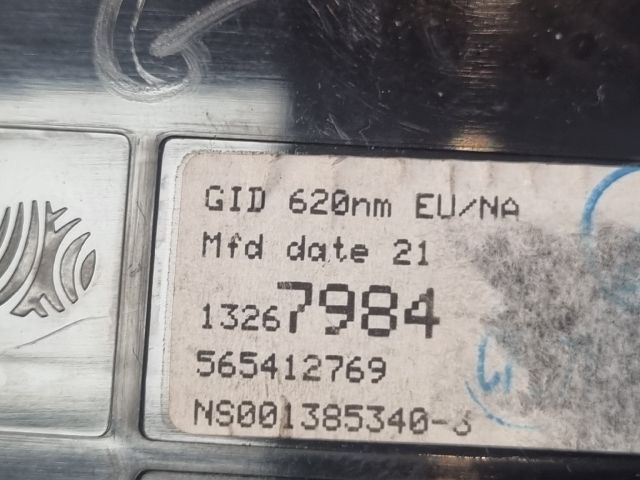 GID 620nm EU/NA
Mfd date 21
13267984
565412769
NS001385340-